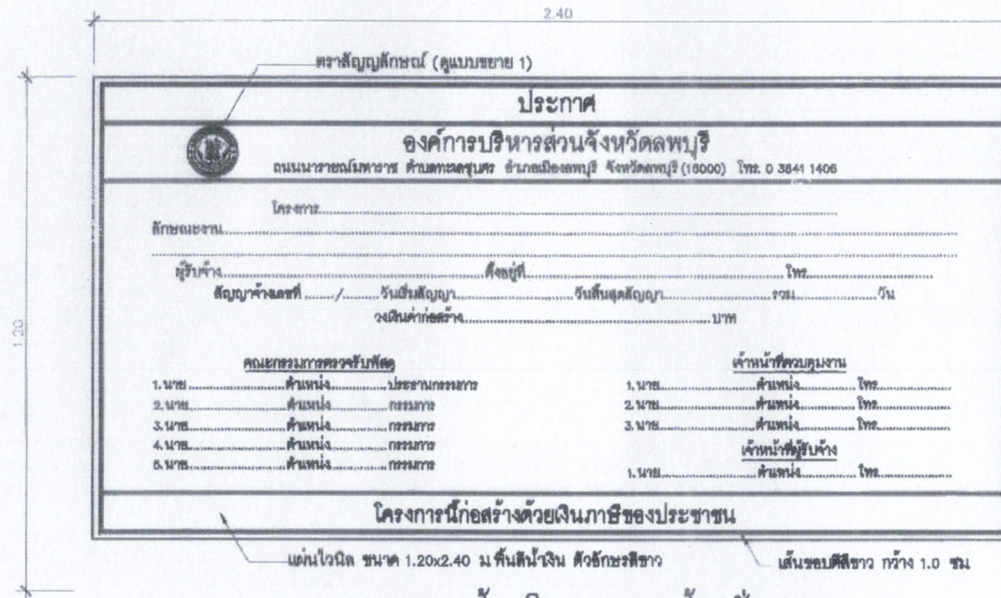 2.40
ตราสัญญลักษณ์ (ดูแบบขยาย 1)
ประกาศ
องค์การบริหารส่วนจังหวัดลพบุรี
ถนนนารายณ์มหาราช ตำบลทะเลชุบศร อำเภอเมืองลพบุรี จังหวัดลพบุรี (15000) โทร. 0 3641 1406
โครงการ
ลักษณะงาน
ผู้รับจ้าง ตั้งอยู่ที่ โทร
สัญญาจ้างเลขที่ / วันเริ่มสัญญา วันสิ้นสุดสัญญา รวม วัน
วงเงินค่าก่อสร้าง บาท
1.20
คณะกรรมการตรวจรับพัสดุ
1. นาย ตำแหน่ง ประธานกรรมการ
2. นาย ตำแหน่ง กรรมการ
3. นาย ตำแหน่ง กรรมการ
4. นาย ตำแหน่ง กรรมการ
5. นาย ตำแหน่ง กรรมการ
เจ้าหน้าที่ควบคุมงาน
1. นาย ตำแหน่ง โทร
2. นาย ตำแหน่ง โทร
3. นาย ตำแหน่ง โทร
เจ้าหน้าที่ผู้รับจ้าง
1. นาย ตำแหน่ง โทร
โครงการนี้ก่อสร้างด้วยเงินภาษีของประชาชน
แผ่นไวนิล ขนาด 1.20x2.40 ม พื้นสีน้ำเงิน ตัวอักษรสีขาว
เส้นขอบสีขาว กว้าง 1.0 ซม